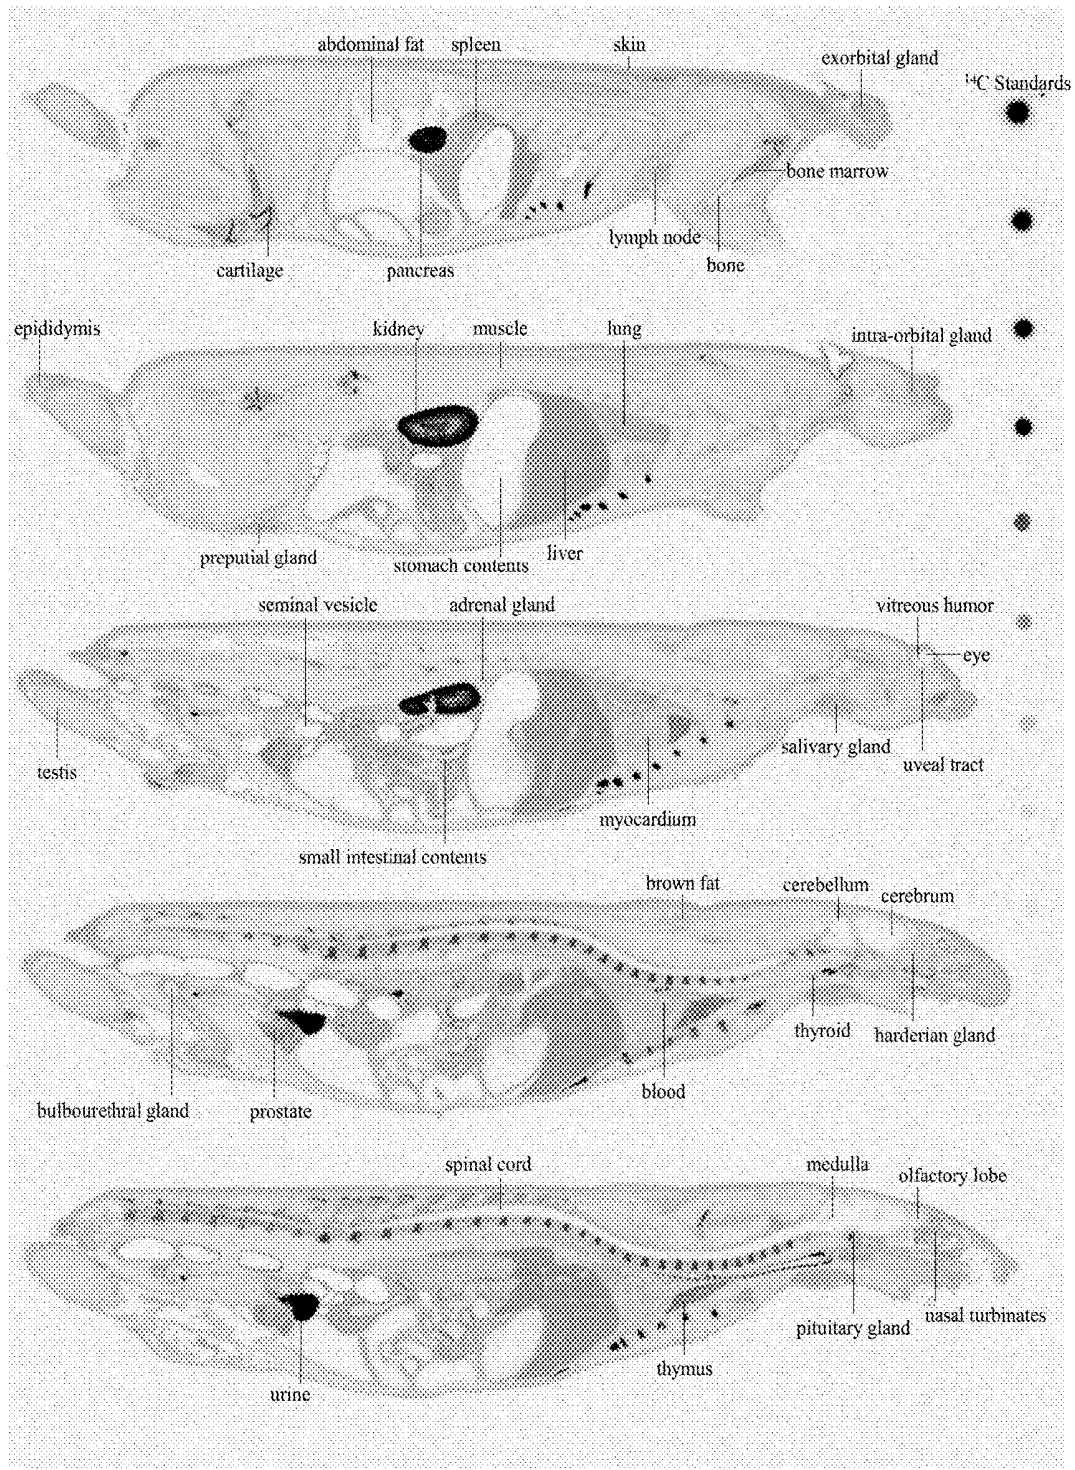 abdominal fat spleen skin
exorbital gland
¹⁴C Standards
bone marrow
lymph node
bone
cartilage pancreas
epididymis kidney muscle lung intra-orbital gland
preputial gland stomach contents liver
seminal vesicle adrenal gland vitreous humor
eye
salivary gland
uveal tract
testis
myocardium
small intestinal contents
brown fat cerebellum cerebrum
thyroid harderian gland
blood
bulbourethral gland prostate
spinal cord medulla olfactory lobe
nasal turbinates
pituitary gland
thymus
urine